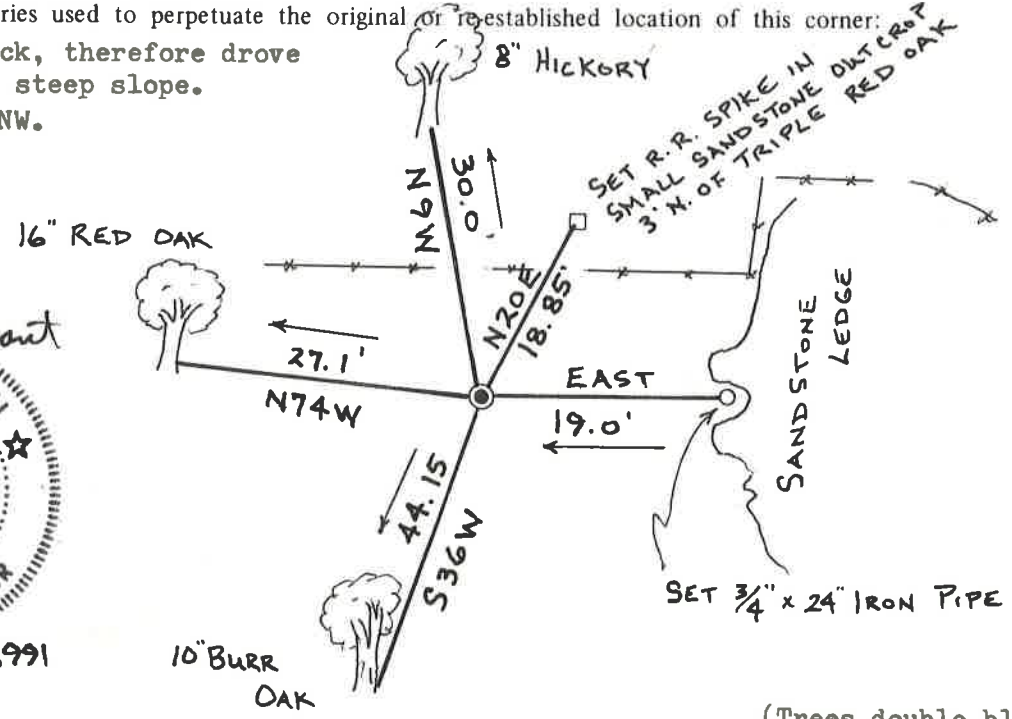 ries used to perpetuate the original or re-established location of this corner:
ck, therefore drove
steep slope.
NW.
8" HICKORY
SET R.R. SPIKE IN
SMALL SANDSTONE OUTCROP
3' N. OF TRIPLE RED OAK
N6W
30.0'
16" RED OAK
N20E
18.85'
27.1'
N74W
EAST
19.0'
SANDSTONE
LEDGE
44.15
S36W
SET 3/4" x 24" IRON PIPE
991
10" BURR
OAK
(Trees double bl